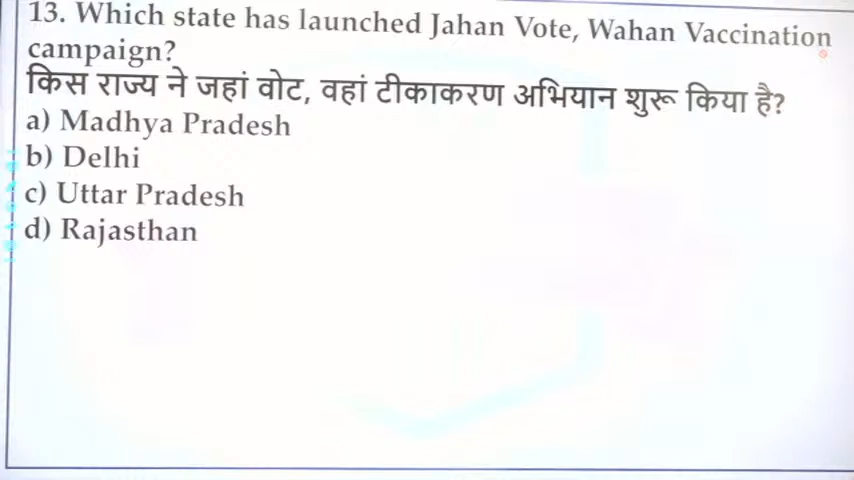 13. Which state has launched Jahan Vote, Wahan Vaccination
campaign?
किस राज्य ने जहां वोट, वहां टीकाकरण अभियान शुरू किया है?
a) Madhya Pradesh
b) Delhi
c) Uttar Pradesh
d) Rajasthan